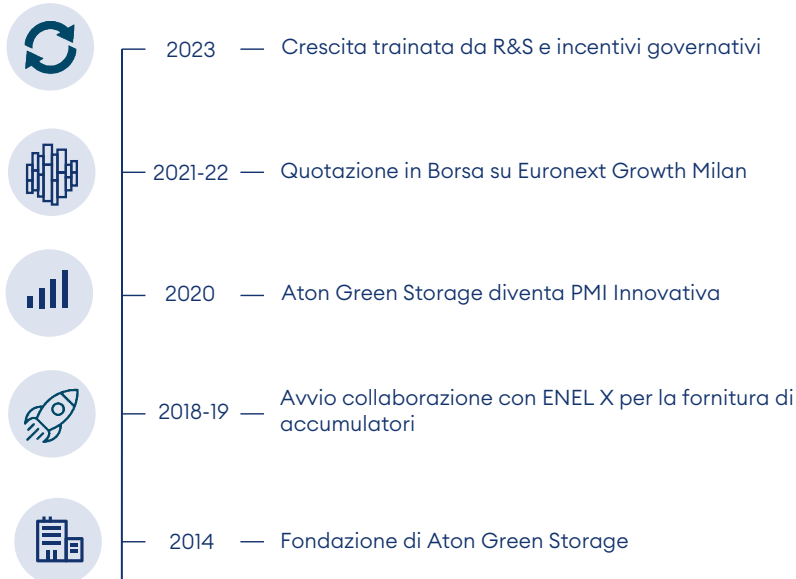 2023 — Crescita trainata da R&S e incentivi governativi
2021-22 — Quotazione in Borsa su Euronext Growth Milan
2020 — Aton Green Storage diventa PMI Innovativa
2018-19 — Avvio collaborazione con ENEL X per la fornitura di
accumulatori
2014 — Fondazione di Aton Green Storage